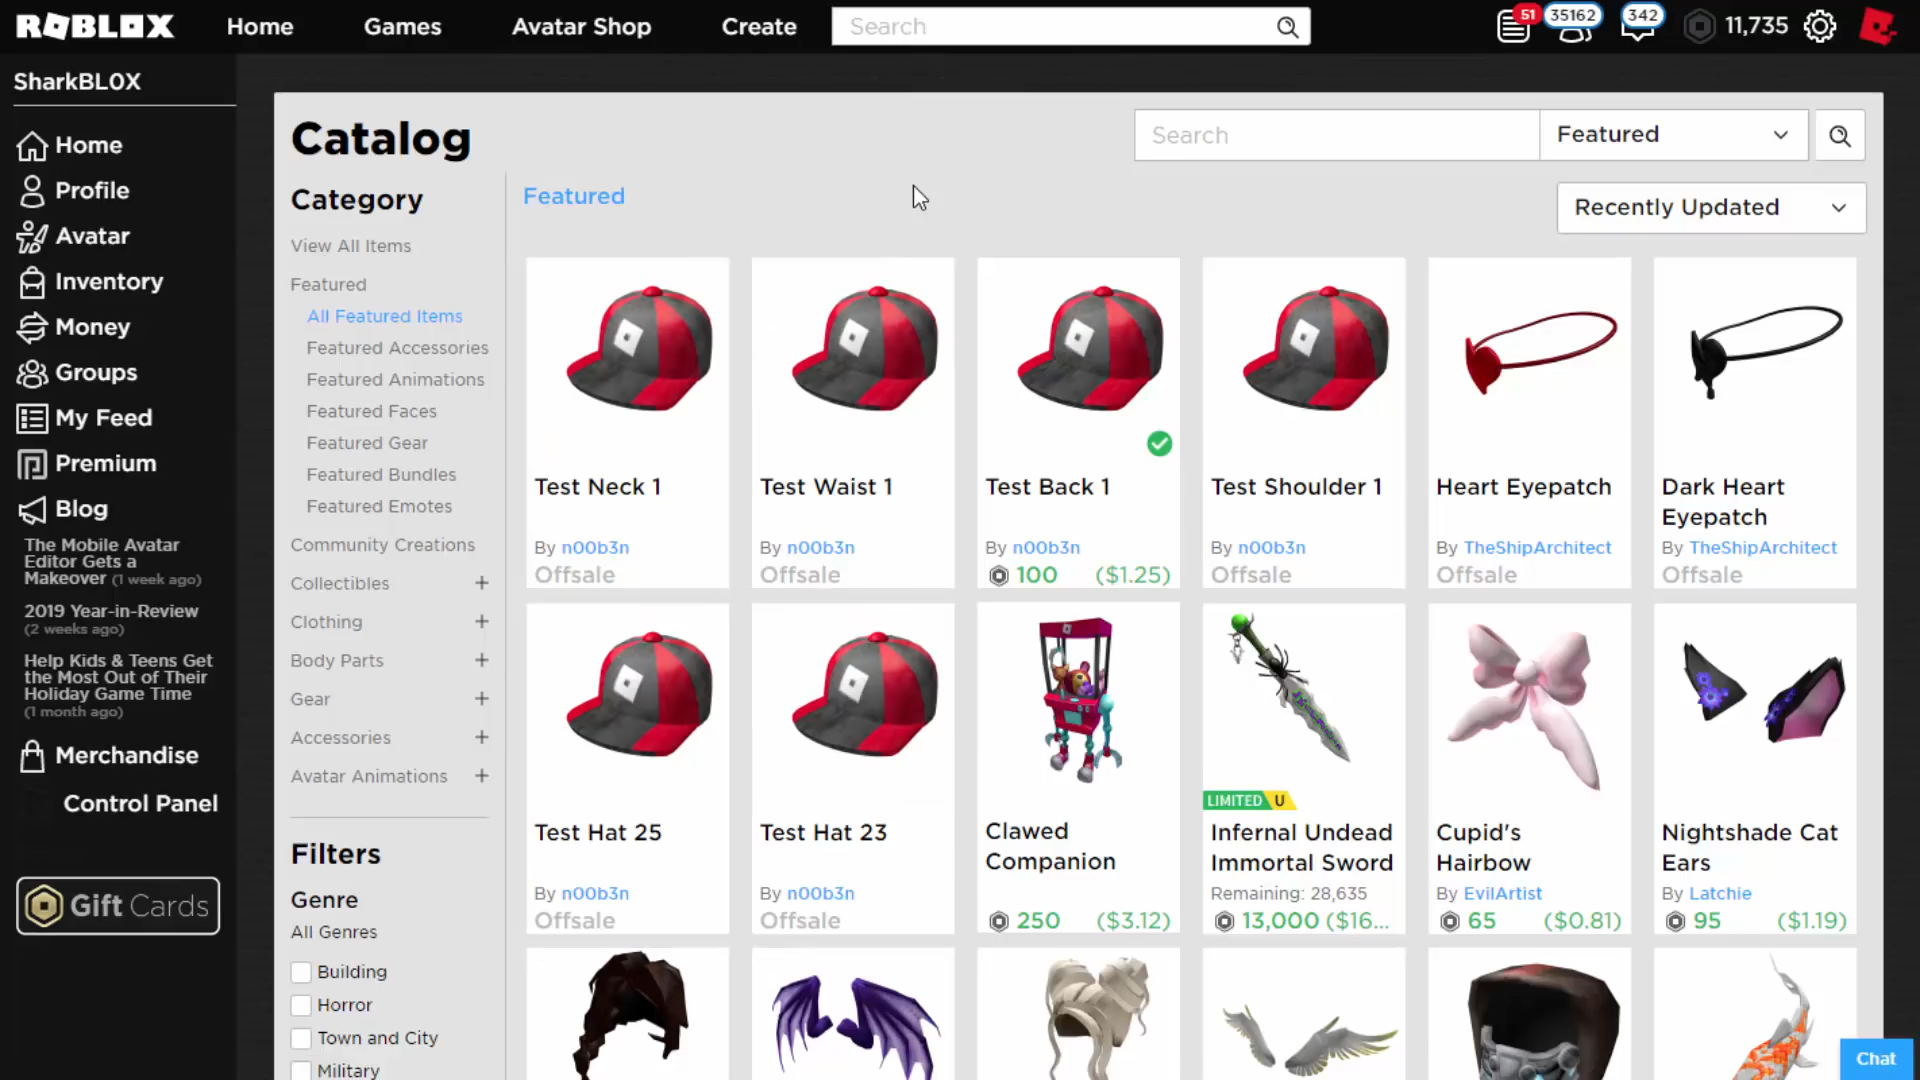 ROBLOX
Home
Games
Avatar Shop
Create
Search
51
35162
342
11,735
SharkBL0X
Home
Profile
Avatar
Inventory
Money
Groups
My Feed
Premium
Blog
The Mobile Avatar
Editor Gets a
Makeover (1 week ago)
2019 Year-in-Review
(2 weeks ago)
Help Kids & Teens Get
the Most Out of Their
Holiday Game Time
(1 month ago)
Merchandise
Control Panel
Gift Cards
Catalog
Search
Featured
Category
View All Items
Featured
All Featured Items
Featured Accessories
Featured Animations
Featured Faces
Featured Gear
Featured Bundles
Featured Emotes
Community Creations
Collectibles +
Clothing +
Body Parts +
Gear +
Accessories +
Avatar Animations +
Filters
Genre
All Genres
Building
Horror
Town and City
Military
Featured
Recently Updated
Test Neck 1
By n00b3n
Offsale
Test Waist 1
By n00b3n
Offsale
Test Back 1
By n00b3n
100 ($1.25)
Test Shoulder 1
By n00b3n
Offsale
Heart Eyepatch
By TheShipArchitect
Offsale
Dark Heart
Eyepatch
By TheShipArchitect
Offsale
Test Hat 25
By n00b3n
Offsale
Test Hat 23
By n00b3n
Offsale
Clawed
Companion
250 ($3.12)
LIMITED U
Infernal Undead
Immortal Sword
Remaining: 28,635
13,000 ($16...
Cupid's
Hairbow
By EvilArtist
65 ($0.81)
Nightshade Cat
Ears
By Latchie
95 ($1.19)
Chat